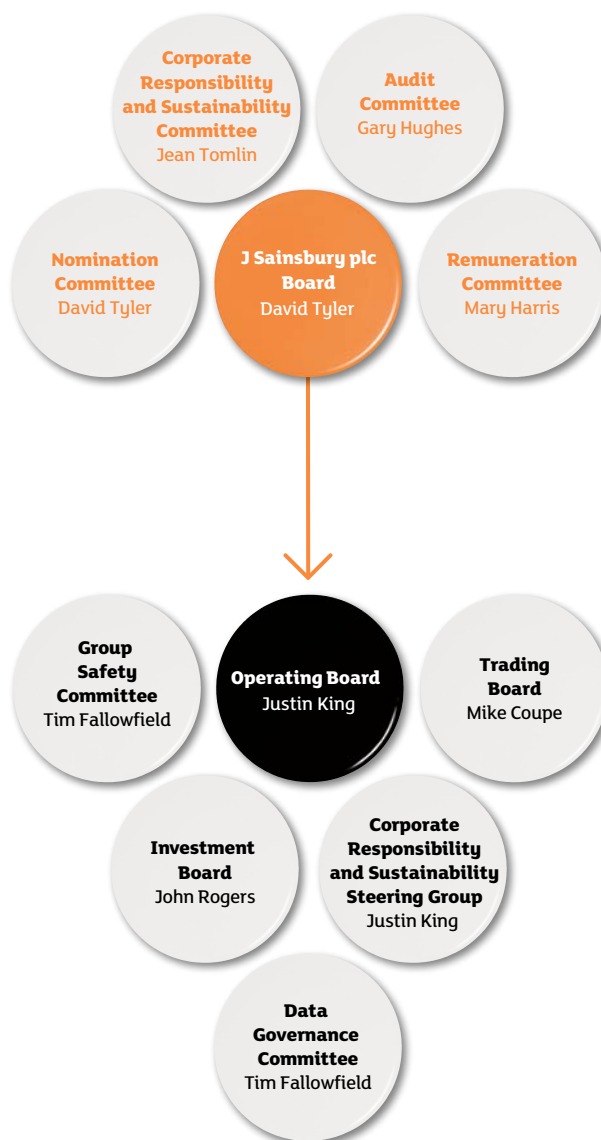 Corporate
Responsibility
and Sustainability
Committee
Jean Tomlin
Audit
Committee
Gary Hughes
Nomination
Committee
David Tyler
J Sainsbury plc
Board
David Tyler
Remuneration
Committee
Mary Harris
Group
Safety
Committee
Tim Fallowfield
Operating Board
Justin King
Trading
Board
Mike Coupe
Investment
Board
John Rogers
Corporate
Responsibility
and Sustainability
Steering Group
Justin King
Data
Governance
Committee
Tim Fallowfield